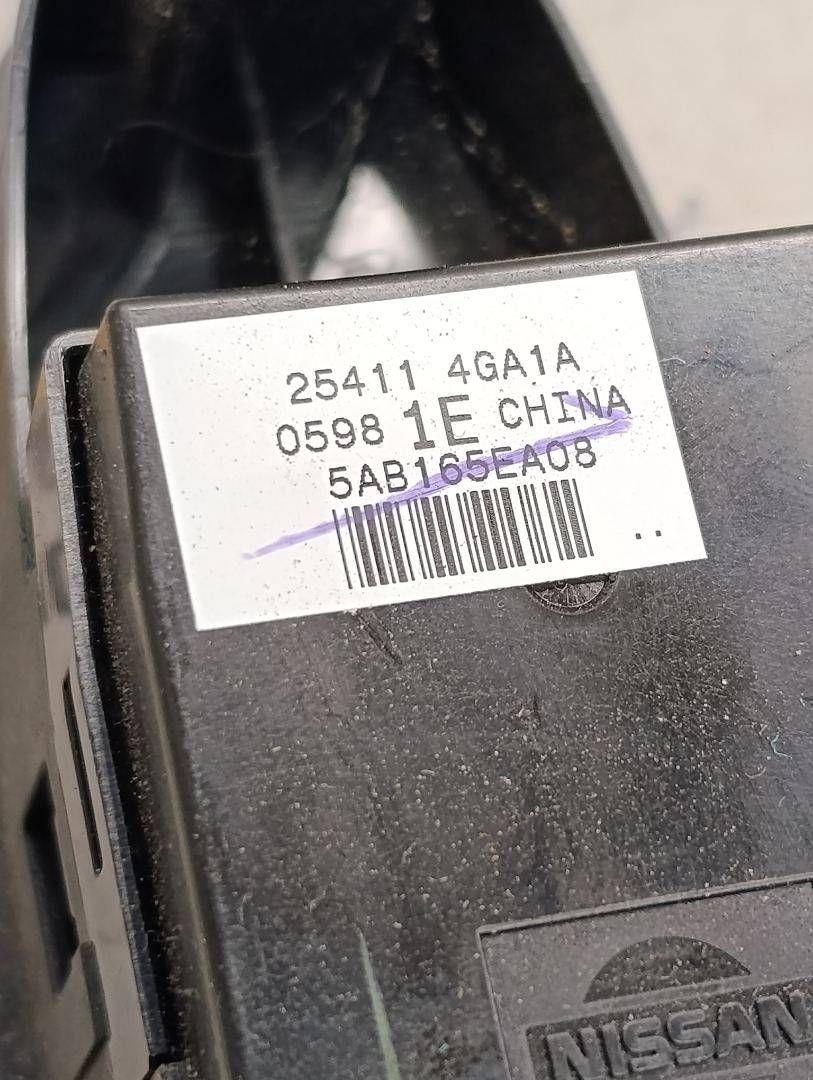 25411 4GA1A
0598 1E CHINA
5AB165EA08
NISSAN